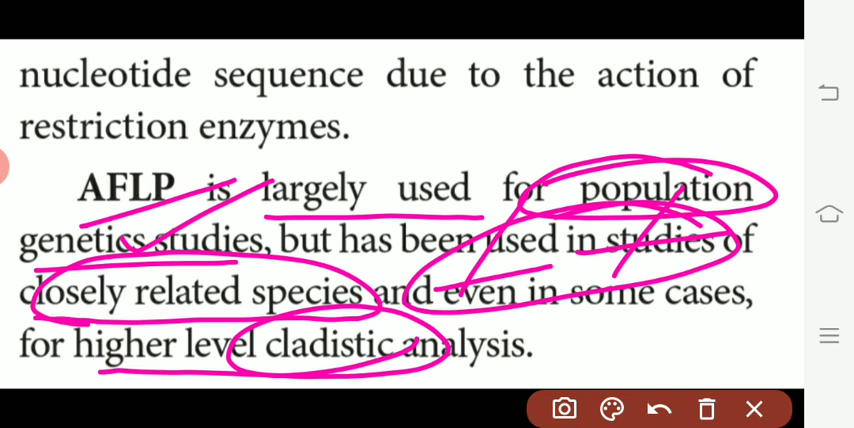 nucleotide sequence due to the action of
restriction enzymes.
AFLP is largely used for population
genetics studies, but has been used in studies of
closely related species and even in some cases,
for higher level cladistic analysis.